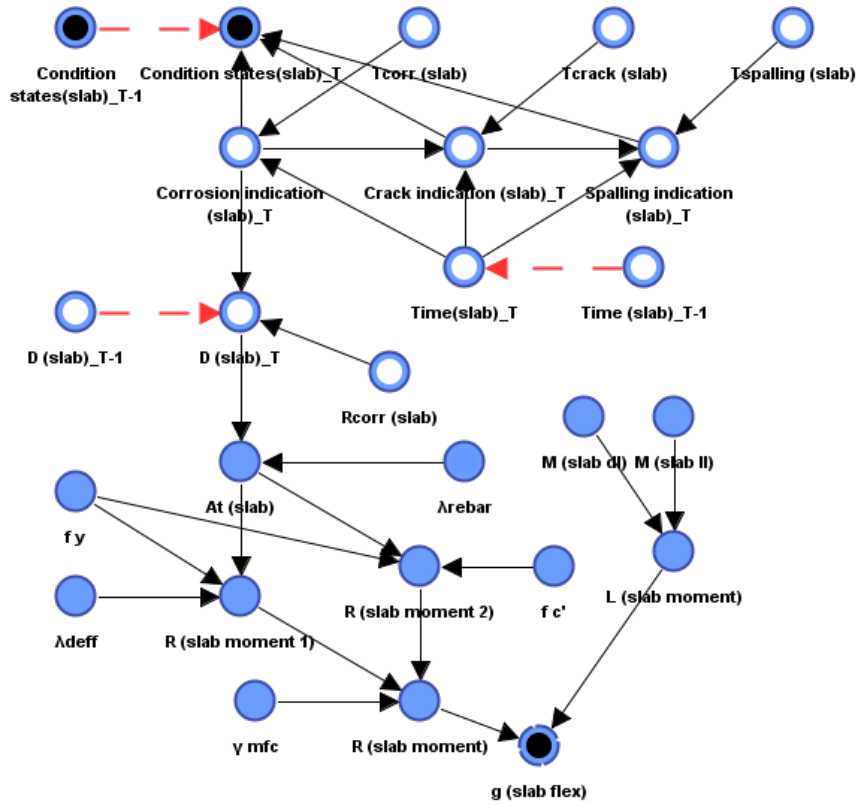 Condition
states(slab)_T-1
Condition states(slab)_T
Tcorr (slab)
Tcrack (slab)
Tspalling (slab)
Corrosion indication
(slab)_T
Crack indication (slab)_T
Spalling indication
(slab)_T
Time(slab)_T
Time (slab)_T-1
D (slab)_T-1
D (slab)_T
Rcorr (slab)
M (slab dl)
M (slab ll)
At (slab)
λrebar
f y
R (slab moment 2)
f c'
L (slab moment)
λdeff
R (slab moment 1)
γ mfc
R (slab moment)
g (slab flex)